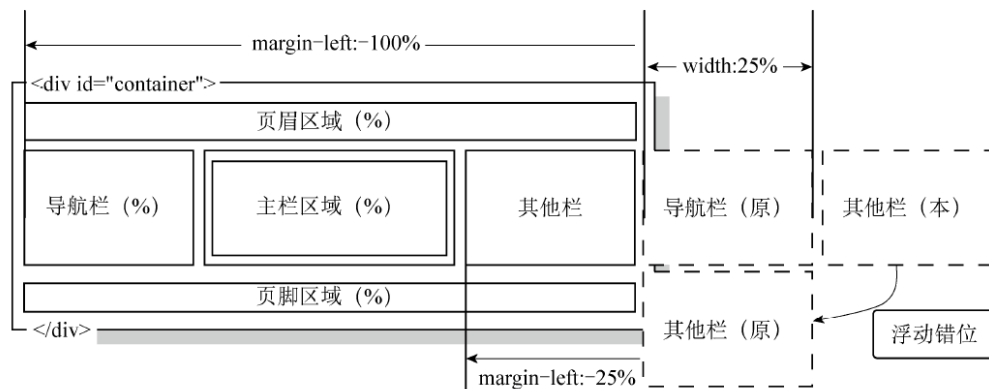 margin-left:-100%
width:25%
<div id="container">
页眉区域（%）
导航栏（%）
主栏区域（%）
其他栏
导航栏（原）
其他栏（本）
页脚区域（%）
其他栏（原）
</div>
浮动错位
margin-left:-25%